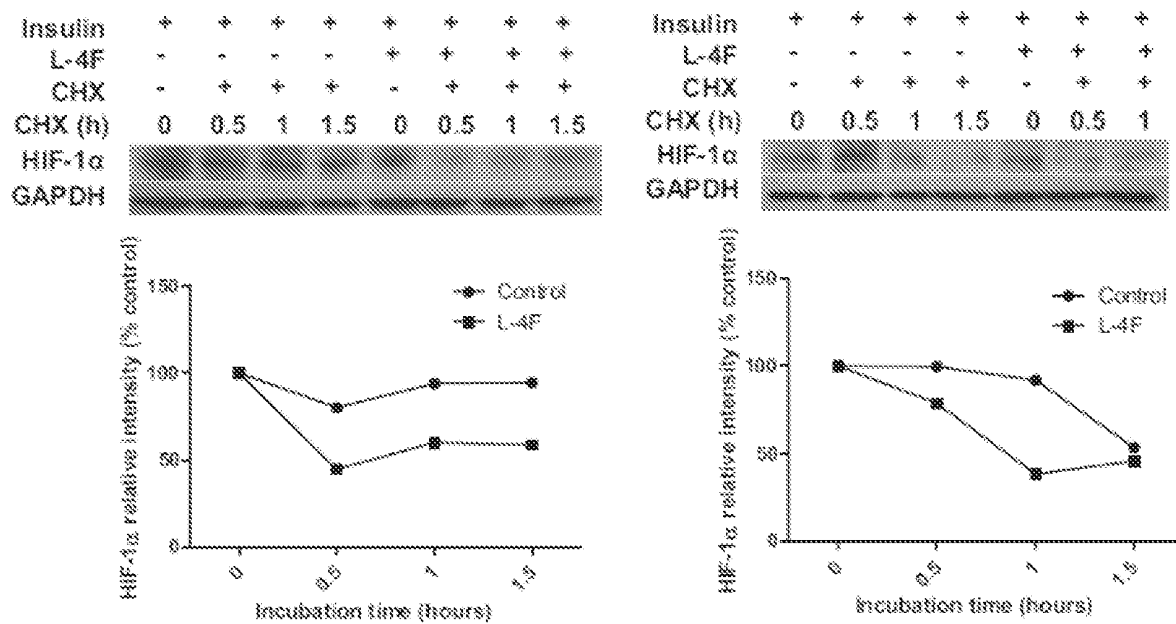 Insulin + + + + + + + +
L-4F - - - - + + + +
CHX - + + + - + + +
CHX (h) 0 0.5 1 1.5 0 0.5 1 1.5
HIF-1α
GAPDH
HIF-1α relative intensity (% control)
150
100
50
0
Control
L-4F
0 0.5 1 1.5
Incubation time (hours)
Insulin + + + + + + +
L-4F - - - - + + +
CHX - + + + - + +
CHX (h) 0 0.5 1 1.5 0 0.5 1
HIF-1α
GAPDH
HIF-1α relative intensity (% control)
150
100
50
0
Control
L-4F
0 0.5 1 1.5
Incubation time (hours)